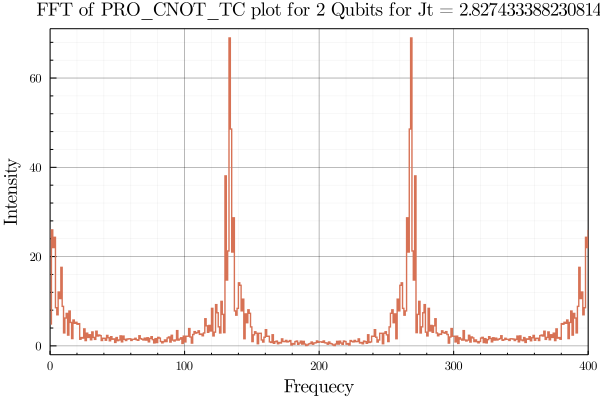 FFT of PRO_CNOT_TC plot for 2 Qubits for Jt = 2.827433388230814
Intensity
60
40
20
0
0 100 200 300 400
Frequecy